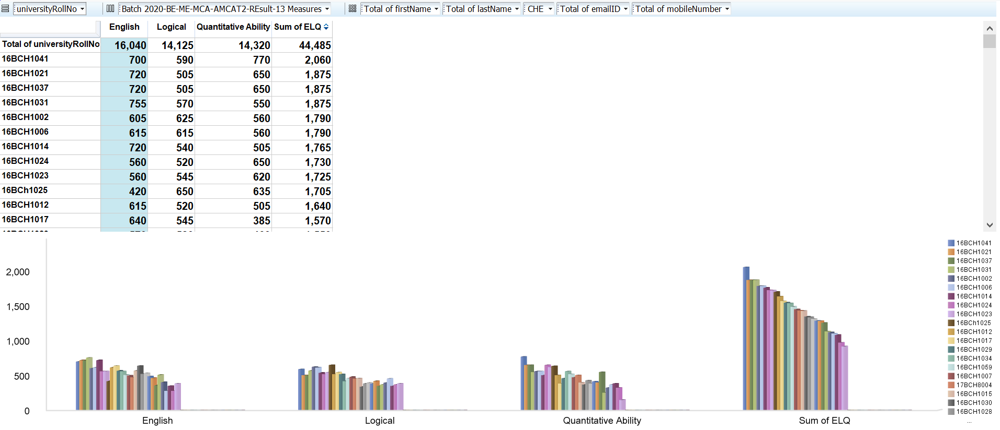 universityRollNo Batch 2020-BE-ME-MCA-AMCAT2-REsult-13 Measures Total of firstName Total of lastName CHE Total of emailID Total of mobileNumber
English Logical Quantitative Ability Sum of ELQ
Total of universityRollNo 16,040 14,125 14,320 44,485
16BCH1041 700 590 770 2,060
16BCH1021 720 505 650 1,875
16BCH1037 720 505 650 1,875
16BCH1031 755 570 550 1,875
16BCH1002 605 625 560 1,790
16BCH1006 615 615 560 1,790
16BCH1014 720 540 505 1,765
16BCH1024 560 520 650 1,730
16BCH1023 560 545 620 1,725
16BCh1025 420 650 635 1,705
16BCH1012 615 520 505 1,640
16BCH1017 640 545 385 1,570
2,000
1,500
1,000
500
0
English Logical Quantitative Ability Sum of ELQ
16BCH1041
16BCH1021
16BCH1037
16BCH1031
16BCH1002
16BCH1006
16BCH1014
16BCH1024
16BCH1023
16BCh1025
16BCH1012
16BCH1017
16BCH1029
16BCH1034
16BCH1059
16BCH1007
17BCH8004
16BCH1015
16BCH1030
16BCH1028
...